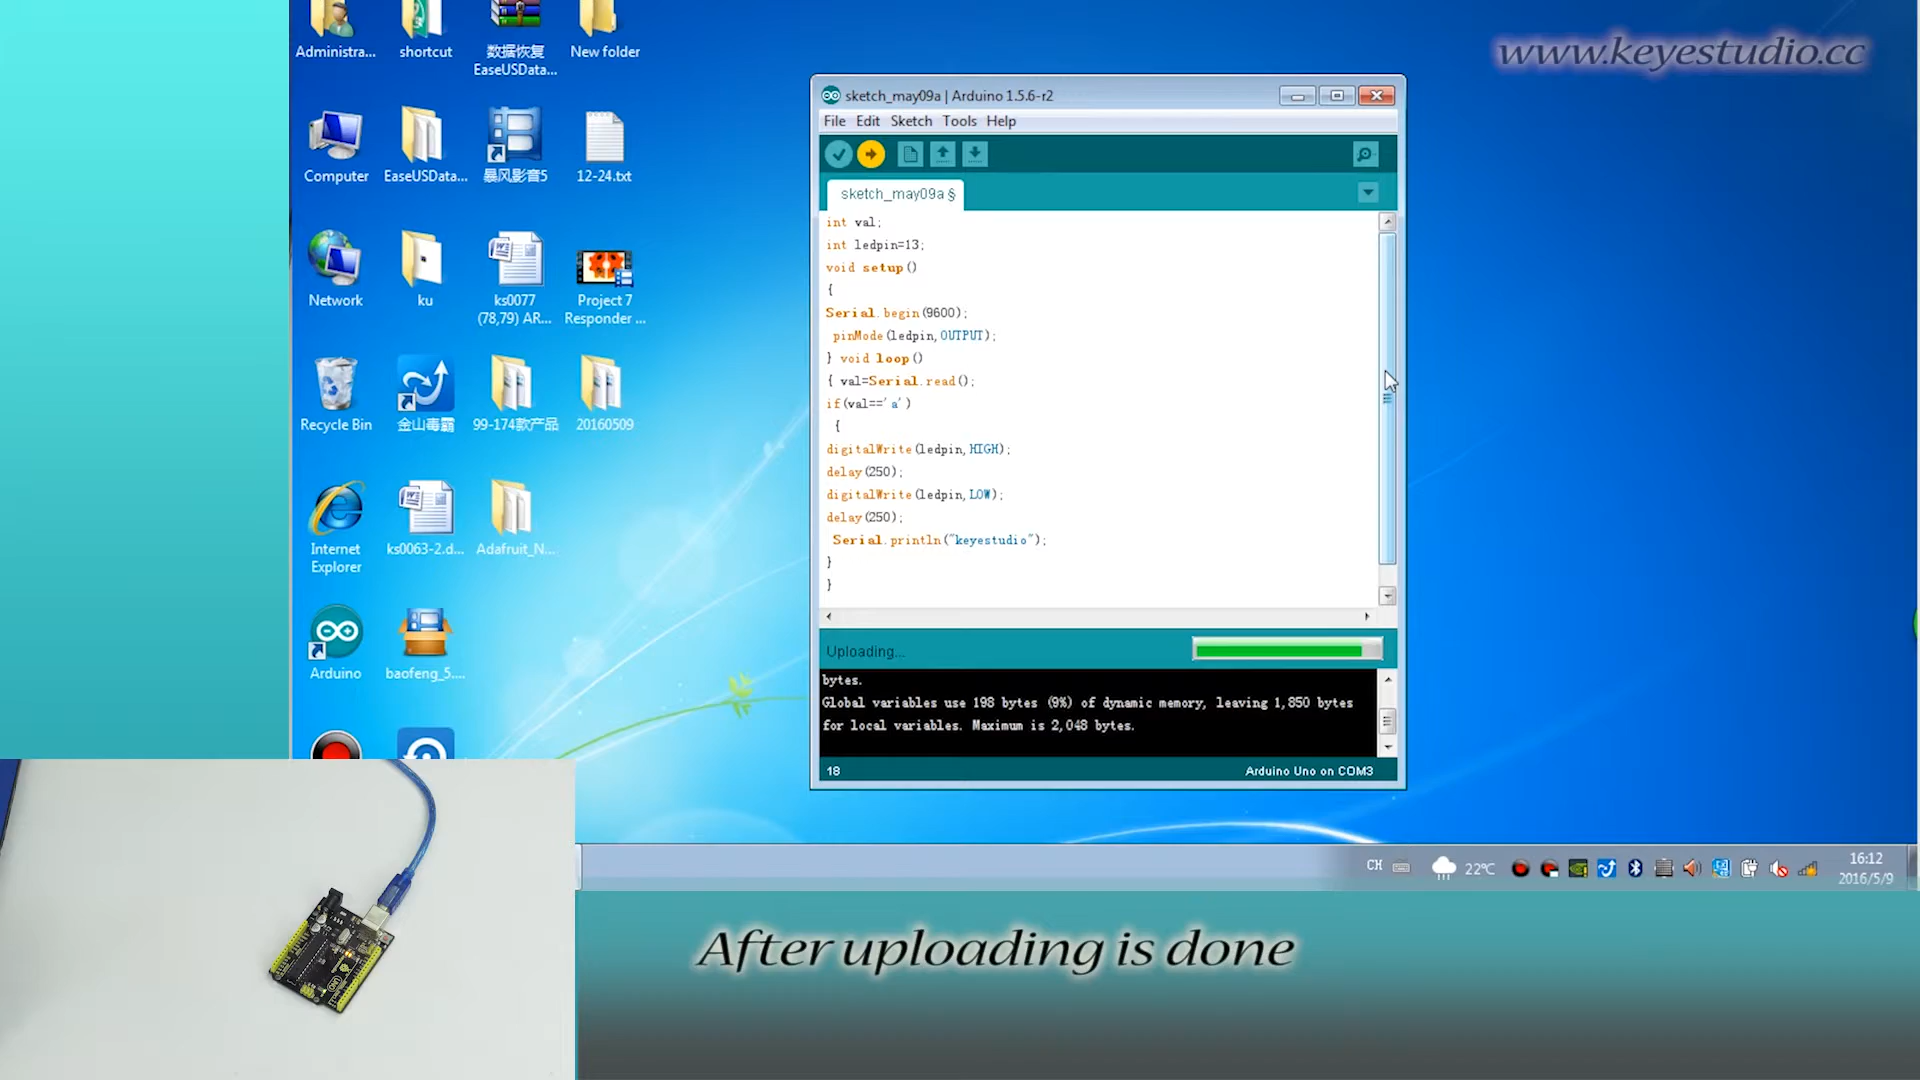 www.keyestudio.cc
Administra...
shortcut
数据恢复
EaseUSData...
New folder
Computer
EaseUSData...
暴风影音5
12-24.txt
Network
ku
ks0077
(78,79) AR...
Project 7
Responder ...
Recycle Bin
金山毒霸
99-174款产品
20160509
Internet
Explorer
ks0063-2.d...
Adafruit_N...
Arduino
baofeng_5....
sketch_may09a | Arduino 1.5.6-r2
File Edit Sketch Tools Help
sketch_may09a §
int val;
int ledpin=13;
void setup()
{
Serial.begin(9600);
pinMode(ledpin,OUTPUT);
} void loop()
{ val=Serial.read();
if(val=='a')
{
digitalWrite(ledpin,HIGH);
delay(250);
digitalWrite(ledpin,LOW);
delay(250);
Serial.println("keyestudio");
}
}
Uploading...
bytes.
Global variables use 198 bytes (9%) of dynamic memory, leaving 1,850 bytes
for local variables. Maximum is 2,048 bytes.
18
Arduino Uno on COM3
CH
22℃
16:12
2016/5/9
After uploading is done